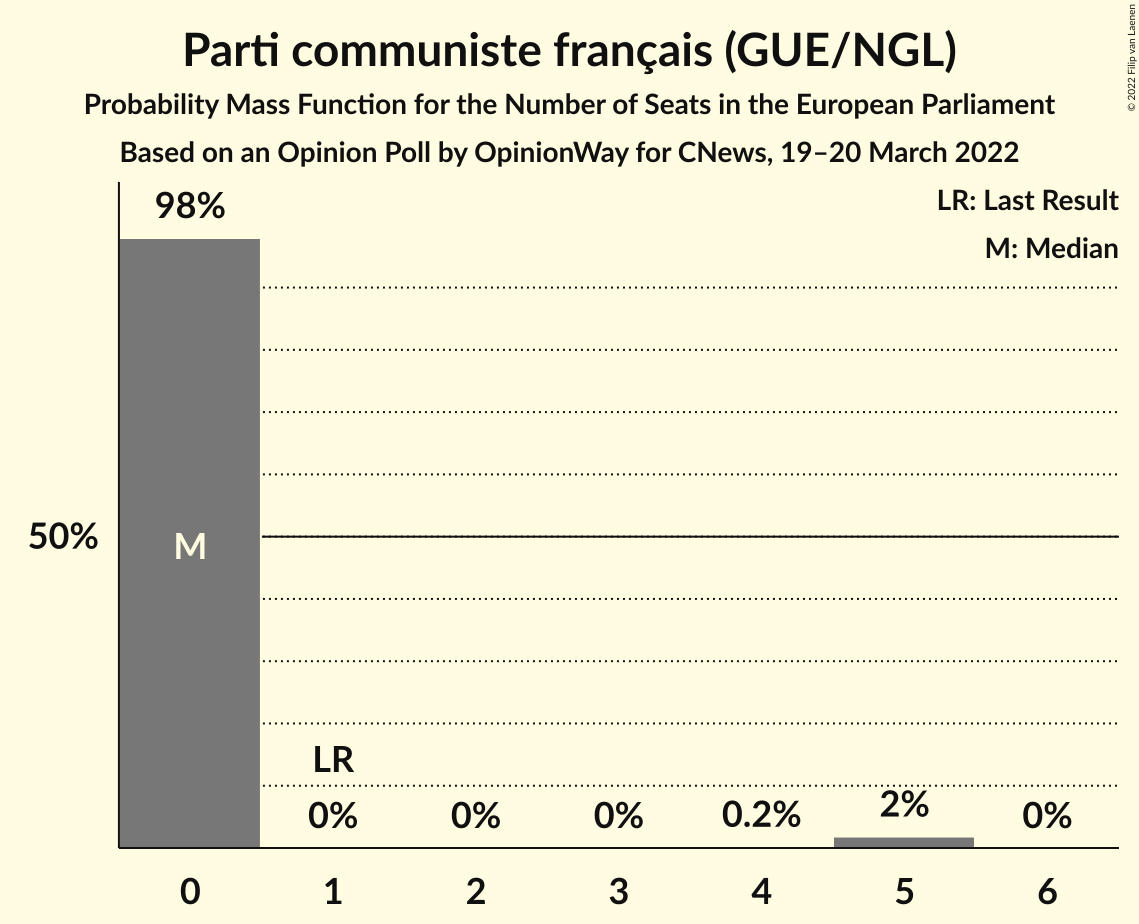 Parti communiste français (GUE/NGL)
Probability Mass Function for the Number of Seats in the European Parliament
Based on an Opinion Poll by OpinionWay for CNews, 19–20 March 2022
© 2022 Filip van Laenen
LR: Last Result
M: Median
98%
50%
M
LR
0%
0%
0%
0.2%
2%
0%
0
1
2
3
4
5
6